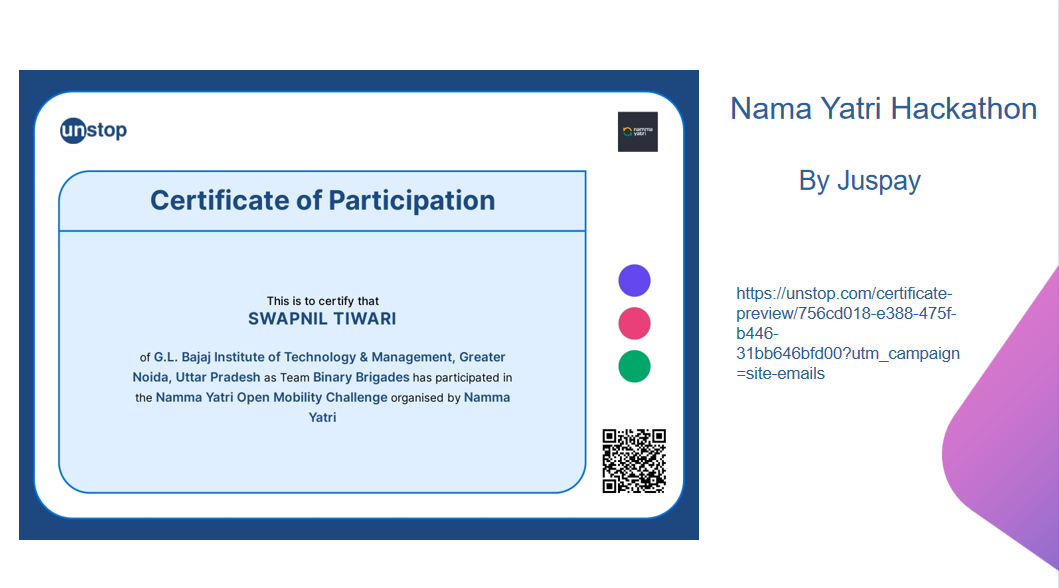 unstop
namma
yatri
Certificate of Participation
This is to certify that
SWAPNIL TIWARI
of G.L. Bajaj Institute of Technology & Management, Greater
Noida, Uttar Pradesh as Team Binary Brigades has participated in
the Namma Yatri Open Mobility Challenge organised by Namma
Yatri
Nama Yatri Hackathon
By Juspay
https://unstop.com/certificate-
preview/756cd018-e388-475f-
b446-
31bb646bfd00?utm_campaign
=site-emails